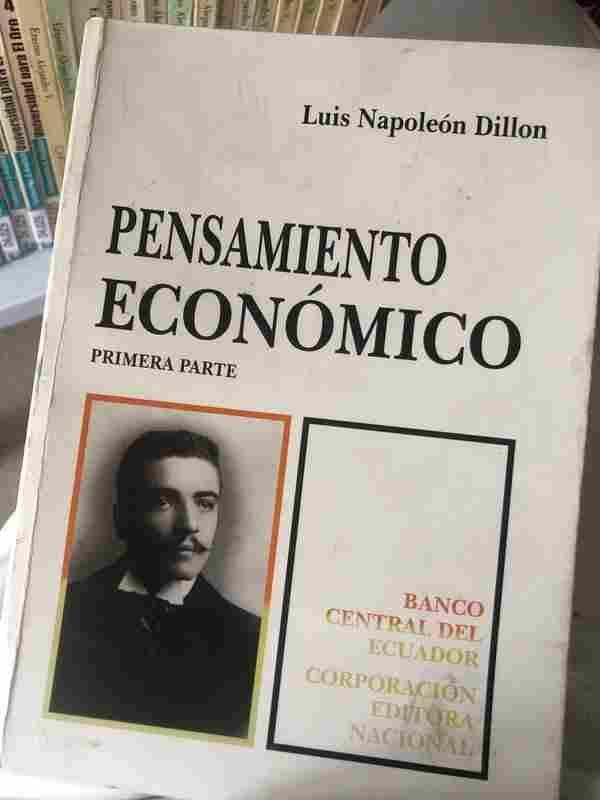 Luis Napoleón Dillon
PENSAMIENTO
ECONÓMICO
PRIMERA PARTE
BANCO
CENTRAL DEL
ECUADOR
CORPORACIÓN
EDITORA
NACIONAL